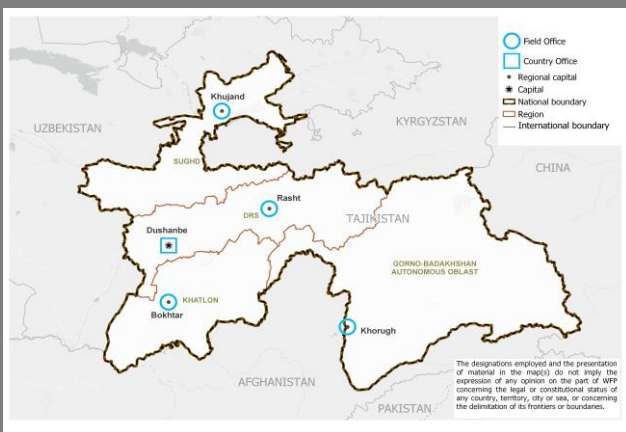 Field Office
Country Office
Regional capital
Capital
National boundary
Region
International boundary
Khujand
UZBEKISTAN
KYRGYZSTAN
SUGHD
CHINA
Rasht
DRS
TAJIKISTAN
Dushanbe
GORNO-BADAKHSHAN
AUTONOMOUS OBLAST
KHATLON
Bokhtar
Khorugh
AFGHANISTAN
PAKISTAN
The designations employed and the presentation
of material in the map(s) do not imply the
expression of any opinion on the part of WFP
concerning the legal or constitutional status of
any country, territory, city or sea, or concerning
the delimitation of its frontiers or boundaries.